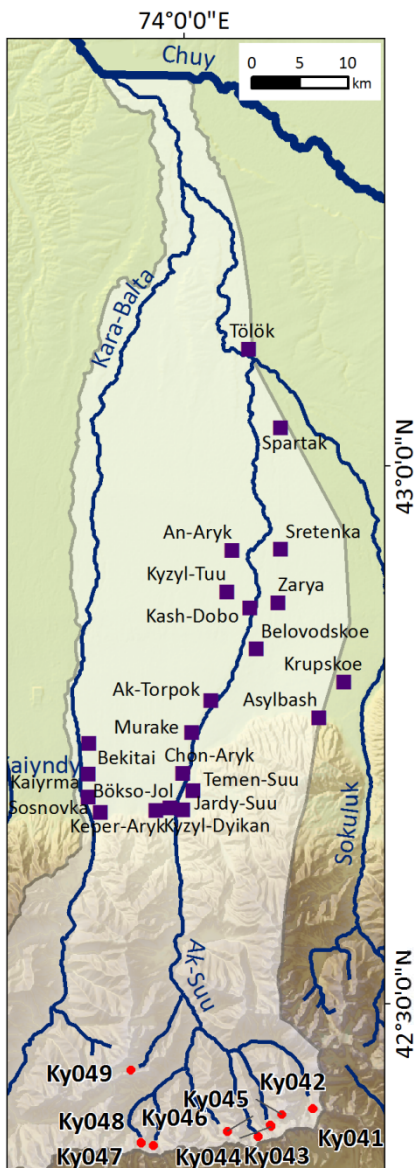 74°0'0"E
Chuy
0 5 10
km
Kara-Balta
Tölök
Spartak
43°0'0"N
An-Aryk
Sretenka
Kyzyl-Tuu
Zarya
Kash-Dobo
Belovodskoe
Krupskoe
Ak-Torpok
Asylbash
Murake
Bekitai
Chon-Aryk
Kaiyndy
Kaiyrma
Temen-Suu
Bökso-Jol
Sosnovka
Jardy-Suu
Keper-Aryk
Kyzyl-Dyikan
Sokuluk
Ak-Suu
42°30'0"N
Ky049
Ky045
Ky042
Ky048
Ky046
Ky047
Ky044
Ky043
Ky041